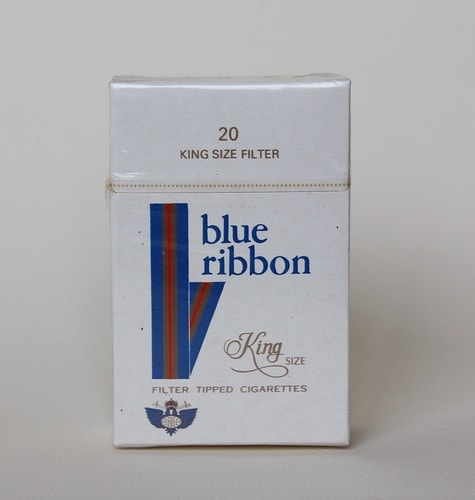 20
KING SIZE FILTER
blue
ribbon
King
SIZE
FILTER TIPPED CIGARETTES